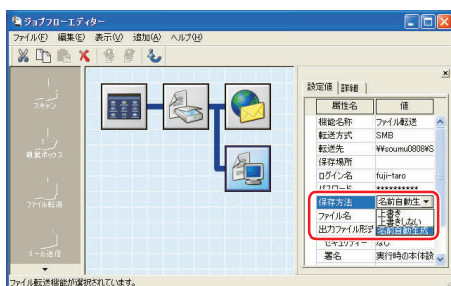 ジョブフローエディター
ファイル(F) 編集(E) 表示(V) 追加(A) ヘルプ(H)
スキャン
親展ボックス
ファイル転送
メール送信
設定値 詳細
属性名 値
機能名称 ファイル転送
転送方式 SMB
転送先 ¥¥soumu0808¥S
保存場所
ログイン名 fuji-taro
パスワード **********
保存方法 名前自動生
ファイル名 上書き
上書きしない
出力ファイル形式 名前自動生成
セキュリティー なし
署名 実行時の本体設
ファイル転送機能が選択されています。